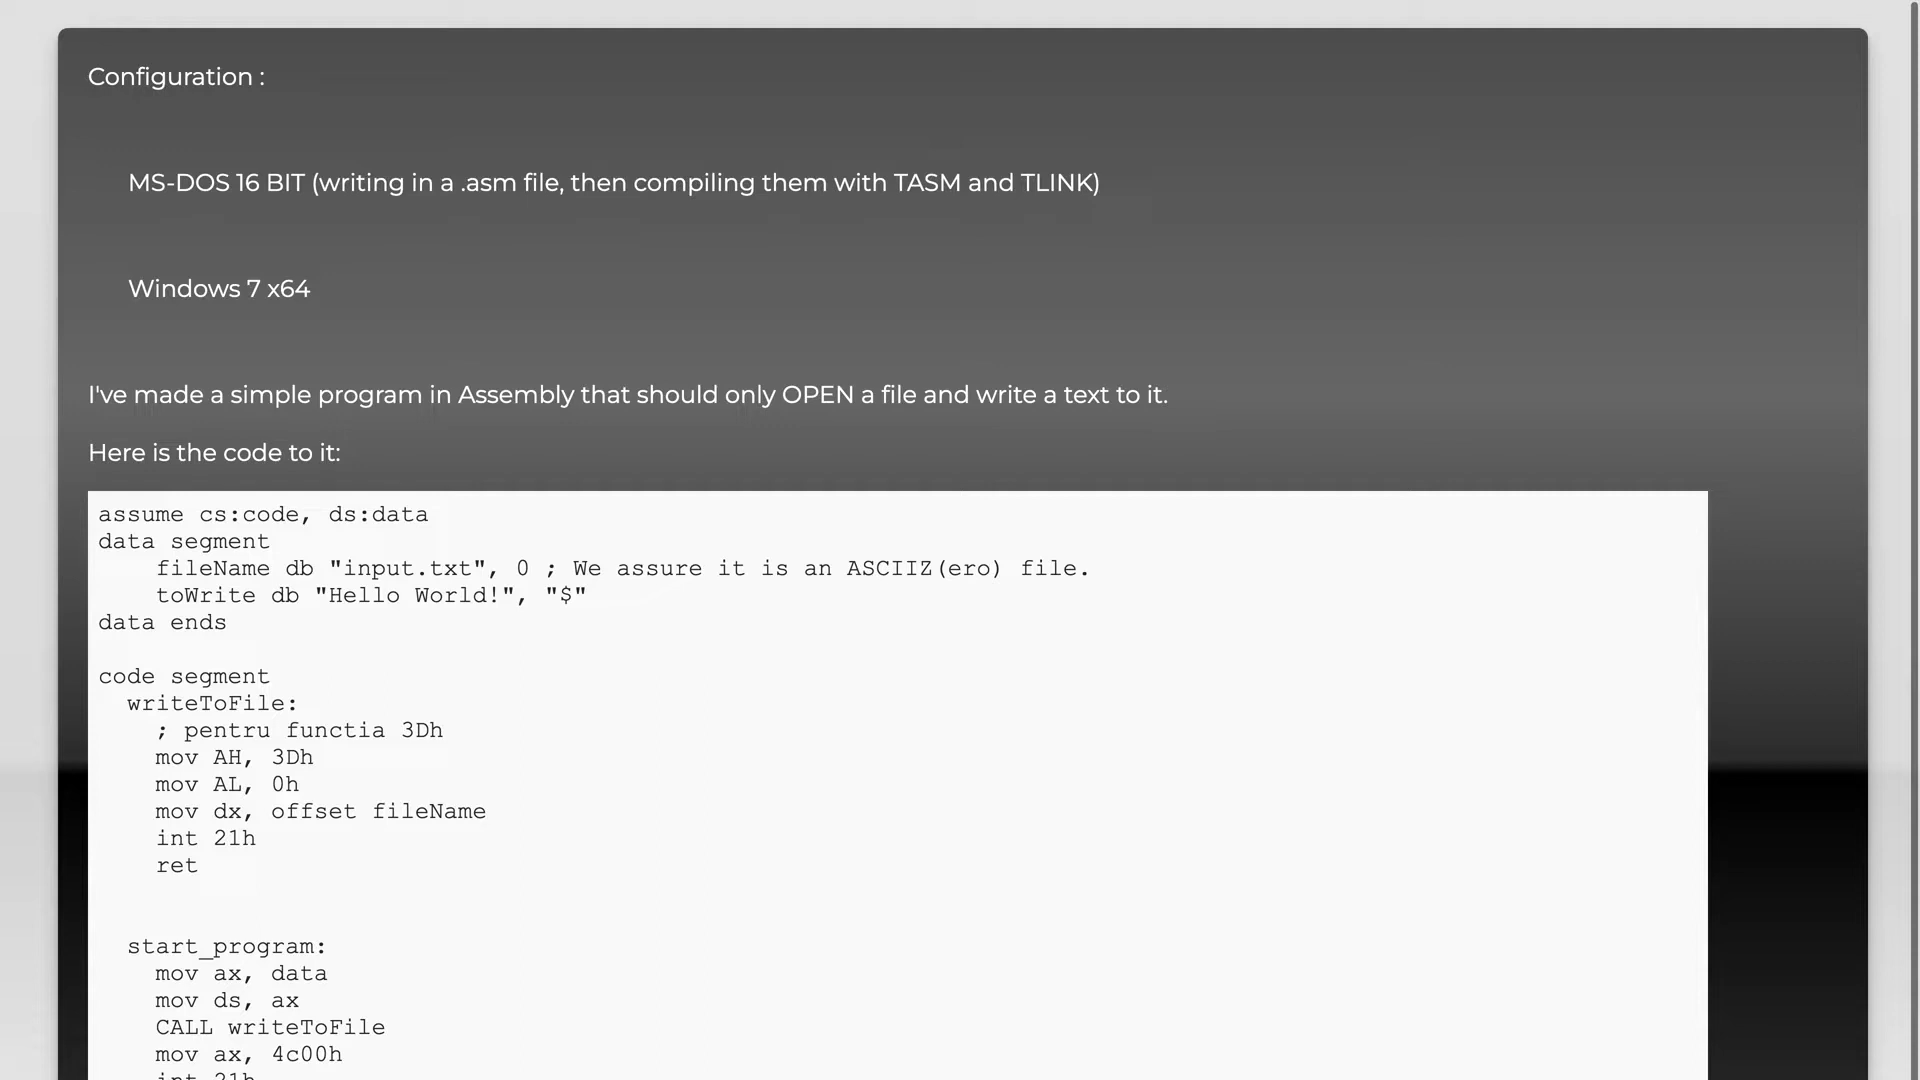 Configuration :
MS-DOS 16 BIT (writing in a .asm file, then compiling them with TASM and TLINK)
Windows 7 x64
I've made a simple program in Assembly that should only OPEN a file and write a text to it.
Here is the code to it:
assume cs:code, ds:data
data segment
    fileName db "input.txt", 0 ; We assure it is an ASCIIZ(ero) file.
    toWrite db "Hello World!", "$"
data ends
code segment
  writeToFile:
    ; pentru functia 3Dh
    mov AH, 3Dh
    mov AL, 0h
    mov dx, offset fileName
    int 21h
    ret
  start_program:
    mov ax, data
    mov ds, ax
    CALL writeToFile
    mov ax, 4c00h
    int 21h